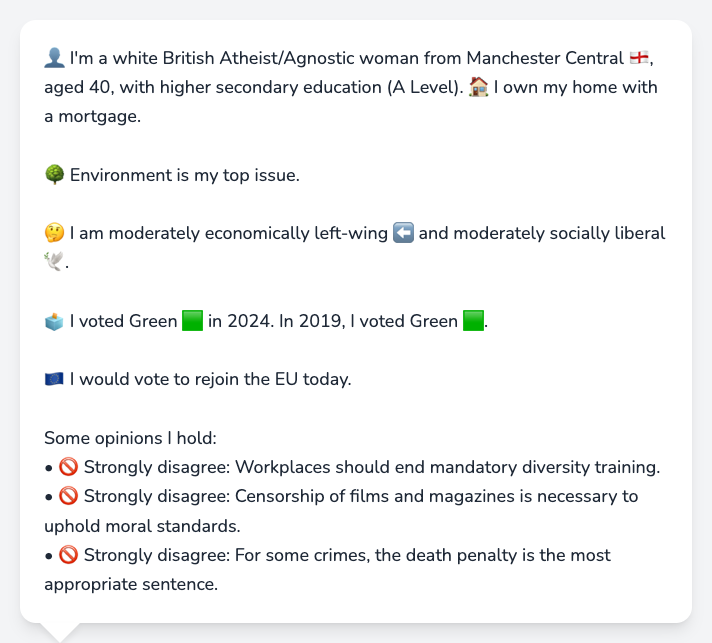 👤 I'm a white British Atheist/Agnostic woman from Manchester Central 🏴󠁧󠁢󠁥󠁮󠁧󠁿,
aged 40, with higher secondary education (A Level). 🏠 I own my home with
a mortgage.
🌳 Environment is my top issue.
🤔 I am moderately economically left-wing ⬅️ and moderately socially liberal
🕊️.
🗳️ I voted Green 🟩 in 2024. In 2019, I voted Green 🟩.
🇪🇺 I would vote to rejoin the EU today.
Some opinions I hold:
• 🚫 Strongly disagree: Workplaces should end mandatory diversity training.
• 🚫 Strongly disagree: Censorship of films and magazines is necessary to
uphold moral standards.
• 🚫 Strongly disagree: For some crimes, the death penalty is the most
appropriate sentence.